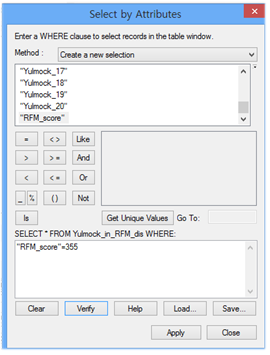 Select by Attributes
Enter a WHERE clause to select records in the table window.
Method : Create a new selection
"Yulmock_17"
"Yulmock_18"
"Yulmock_19"
"Yulmock_20"
"RFM_score"
= <> Like
> >= And
< <= Or
_ % () Not
Is Get Unique Values Go To:
SELECT * FROM Yulmock_in_RFM_dis WHERE:
"RFM_score"=355
Clear Verify Help Load... Save...
Apply Close